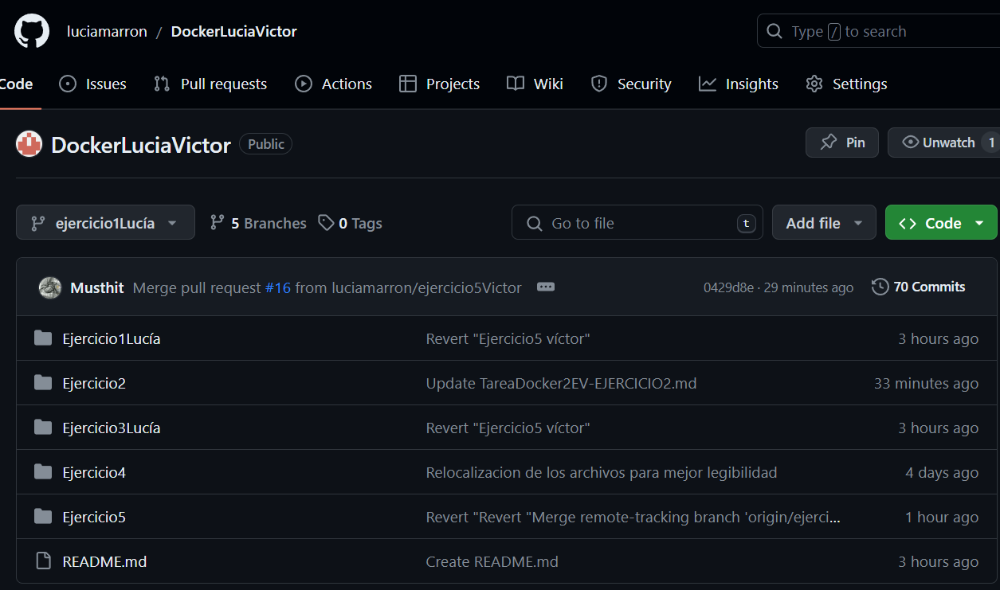 luciamarron / DockerLuciaVictor
Type / to search
Code Issues Pull requests Actions Projects Wiki Security Insights Settings
DockerLuciaVictor Public
Pin Unwatch 1
ejercicio1Lucía 5 Branches 0 Tags
Go to file t Add file Code
Musthit Merge pull request #16 from luciamarron/ejercicio5Victor 0429d8e · 29 minutes ago 70 Commits
Ejercicio1Lucía Revert "Ejercicio5 víctor" 3 hours ago
Ejercicio2 Update TareaDocker2EV-EJERCICIO2.md 33 minutes ago
Ejercicio3Lucía Revert "Ejercicio5 víctor" 3 hours ago
Ejercicio4 Relocalizacion de los archivos para mejor legibilidad 4 days ago
Ejercicio5 Revert "Revert "Merge remote-tracking branch 'origin/ejerci... 1 hour ago
README.md Create README.md 3 hours ago